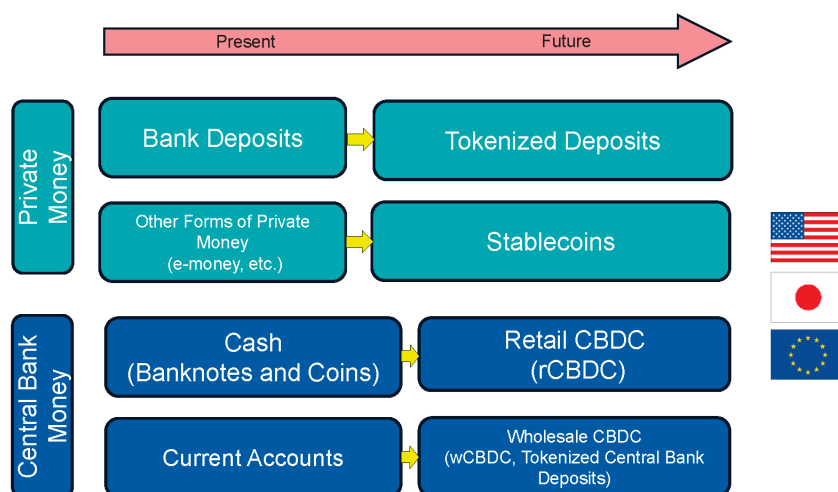 Present
Future
Private
Money
Bank Deposits
Tokenized Deposits
Other Forms of Private
Money
(e-money, etc.)
Stablecoins
Central Bank
Money
Cash
(Banknotes and Coins)
Retail CBDC
(rCBDC)
Current Accounts
Wholesale CBDC
(wCBDC, Tokenized Central Bank
Deposits)